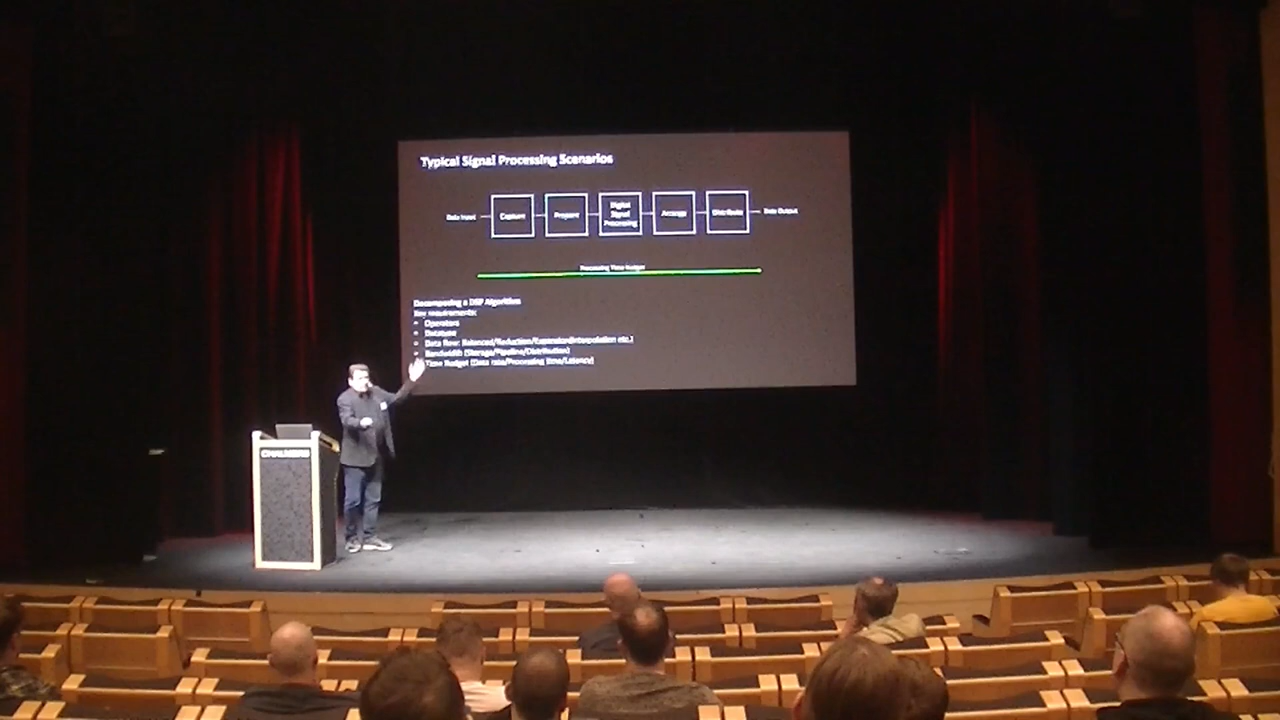 Typical Signal Processing Scenarios
Data Input
Capture
Prepare
Digital
Signal
Processing
Arrange
Distribute
Data Output
Processing Time Budget
Decomposing a DSP Algorithm
Key requirements:
• Operators
• Datatype
• Data flow: Balanced/Reduction/Expansion(Interpolation etc.)
• Bandwidth (Storage/Pipeline/Distribution)
• Time Budget (Data rate/Processing time/Latency)
CHALMERS